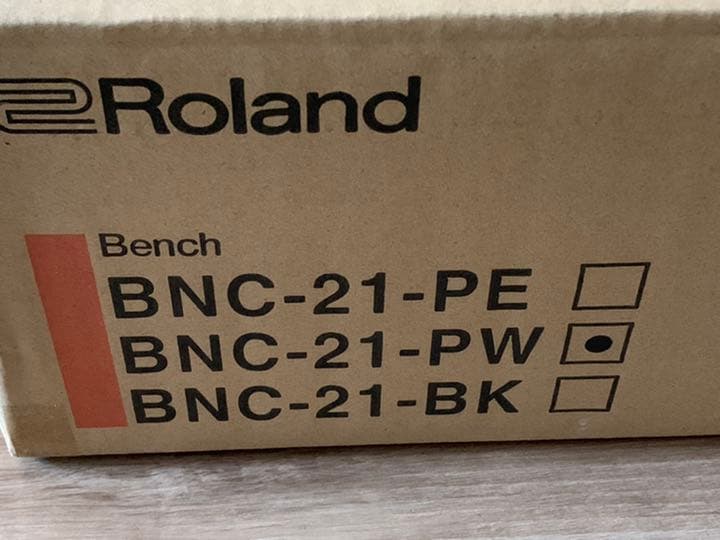 Roland
Bench
BNC-21-PE
BNC-21-PW
BNC-21-BK